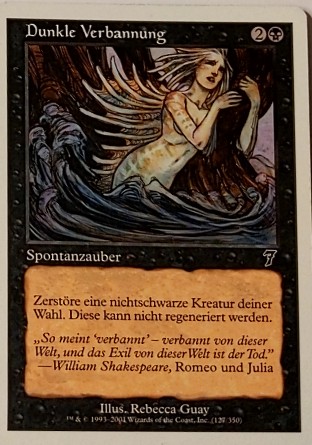 Dunkle Verbannung 2
Spontanzauber 7
Zerstöre eine nichtschwarze Kreatur deiner
Wahl. Diese kann nicht regeneriert werden.
„So meint ‘verbannt’ – verbannt von dieser
Welt, und das Exil von dieser Welt ist der Tod.”
—William Shakespeare, Romeo und Julia
Illus. Rebecca Guay
™ & © 1993–2001 Wizards of the Coast, Inc. (127/350)